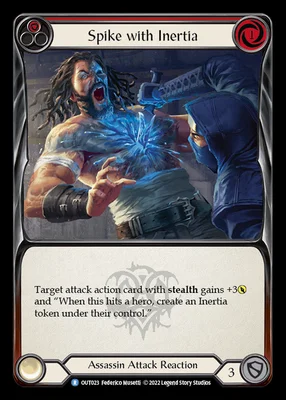 Spike with Inertia
Target attack action card with stealth gains +3
and "When this hits a hero, create an Inertia
token under their control."
Assassin Attack Reaction
3
R OUT023 Federico Musetti ©2022 Legend Story Studios